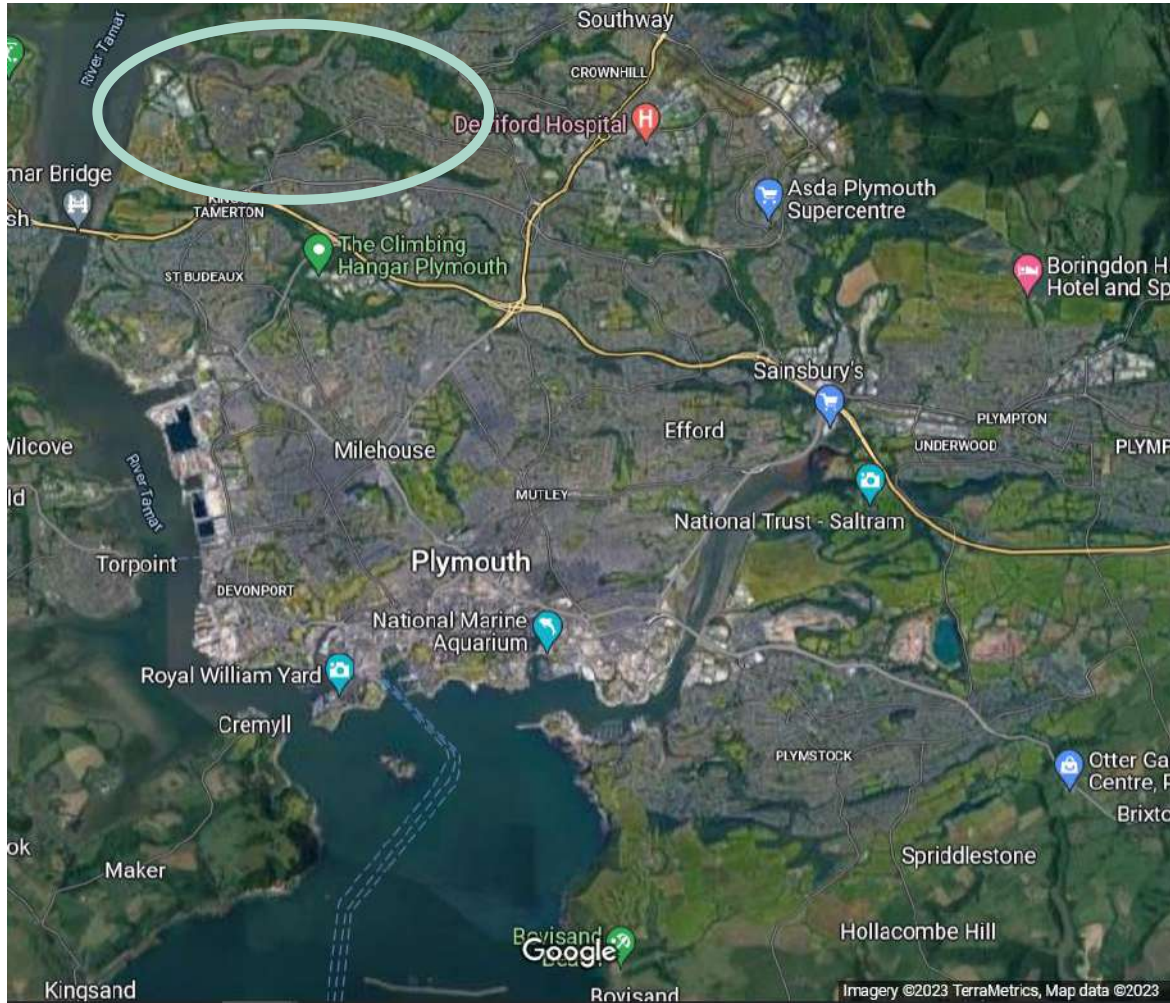 Southway
River Tamar
CROWNHILL
Derriford Hospital
mar Bridge
sh
TAMERTON
Asda Plymouth
Supercentre
The Climbing
Hangar Plymouth
ST BUDEAUX
Boringdon H
Hotel and Sp
Sainsbury's
PLYMPTON
UNDERWOOD
PLYMP
Efford
Milehouse
Wilcove
River Tamar
ld
MUTLEY
National Trust - Saltram
Torpoint
Plymouth
DEVONPORT
National Marine
Aquarium
Royal William Yard
Cremyll
PLYMSTOCK
Otter Ga
Centre, P
Brixto
ok
Maker
Spriddlestone
Hollacombe Hill
Bovisand
Google
Kingsand
Bovisand
Imagery ©2023 TerraMetrics, Map data ©2023